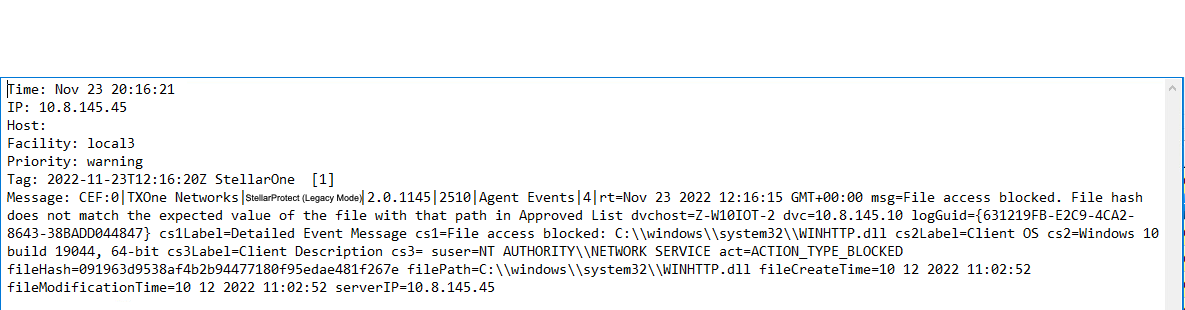 Time: Nov 23 20:16:21
IP: 10.8.145.45
Host:
Facility: local3
Priority: warning
Tag: 2022-11-23T12:16:20Z StellarOne  [1]
Message: CEF:0|TXOne Networks|StellarProtect (Legacy Mode)|2.0.1145|2510|Agent Events|4|rt=Nov 23 2022 12:16:15 GMT+00:00 msg=File access blocked. File hash
does not match the expected value of the file with that path in Approved List dvchost=Z-W10IOT-2 dvc=10.8.145.10 logGuid={631219FB-E2C9-4CA2-
8643-38BADD044847} cs1Label=Detailed Event Message cs1=File access blocked: C:\\windows\\system32\\WINHTTP.dll cs2Label=Client OS cs2=Windows 10
build 19044, 64-bit cs3Label=Client Description cs3= suser=NT AUTHORITY\\NETWORK SERVICE act=ACTION_TYPE_BLOCKED
fileHash=091963d9538af4b2b94477180f95edae481f267e filePath=C:\\windows\\system32\\WINHTTP.dll fileCreateTime=10 12 2022 11:02:52
fileModificationTime=10 12 2022 11:02:52 serverIP=10.8.145.45